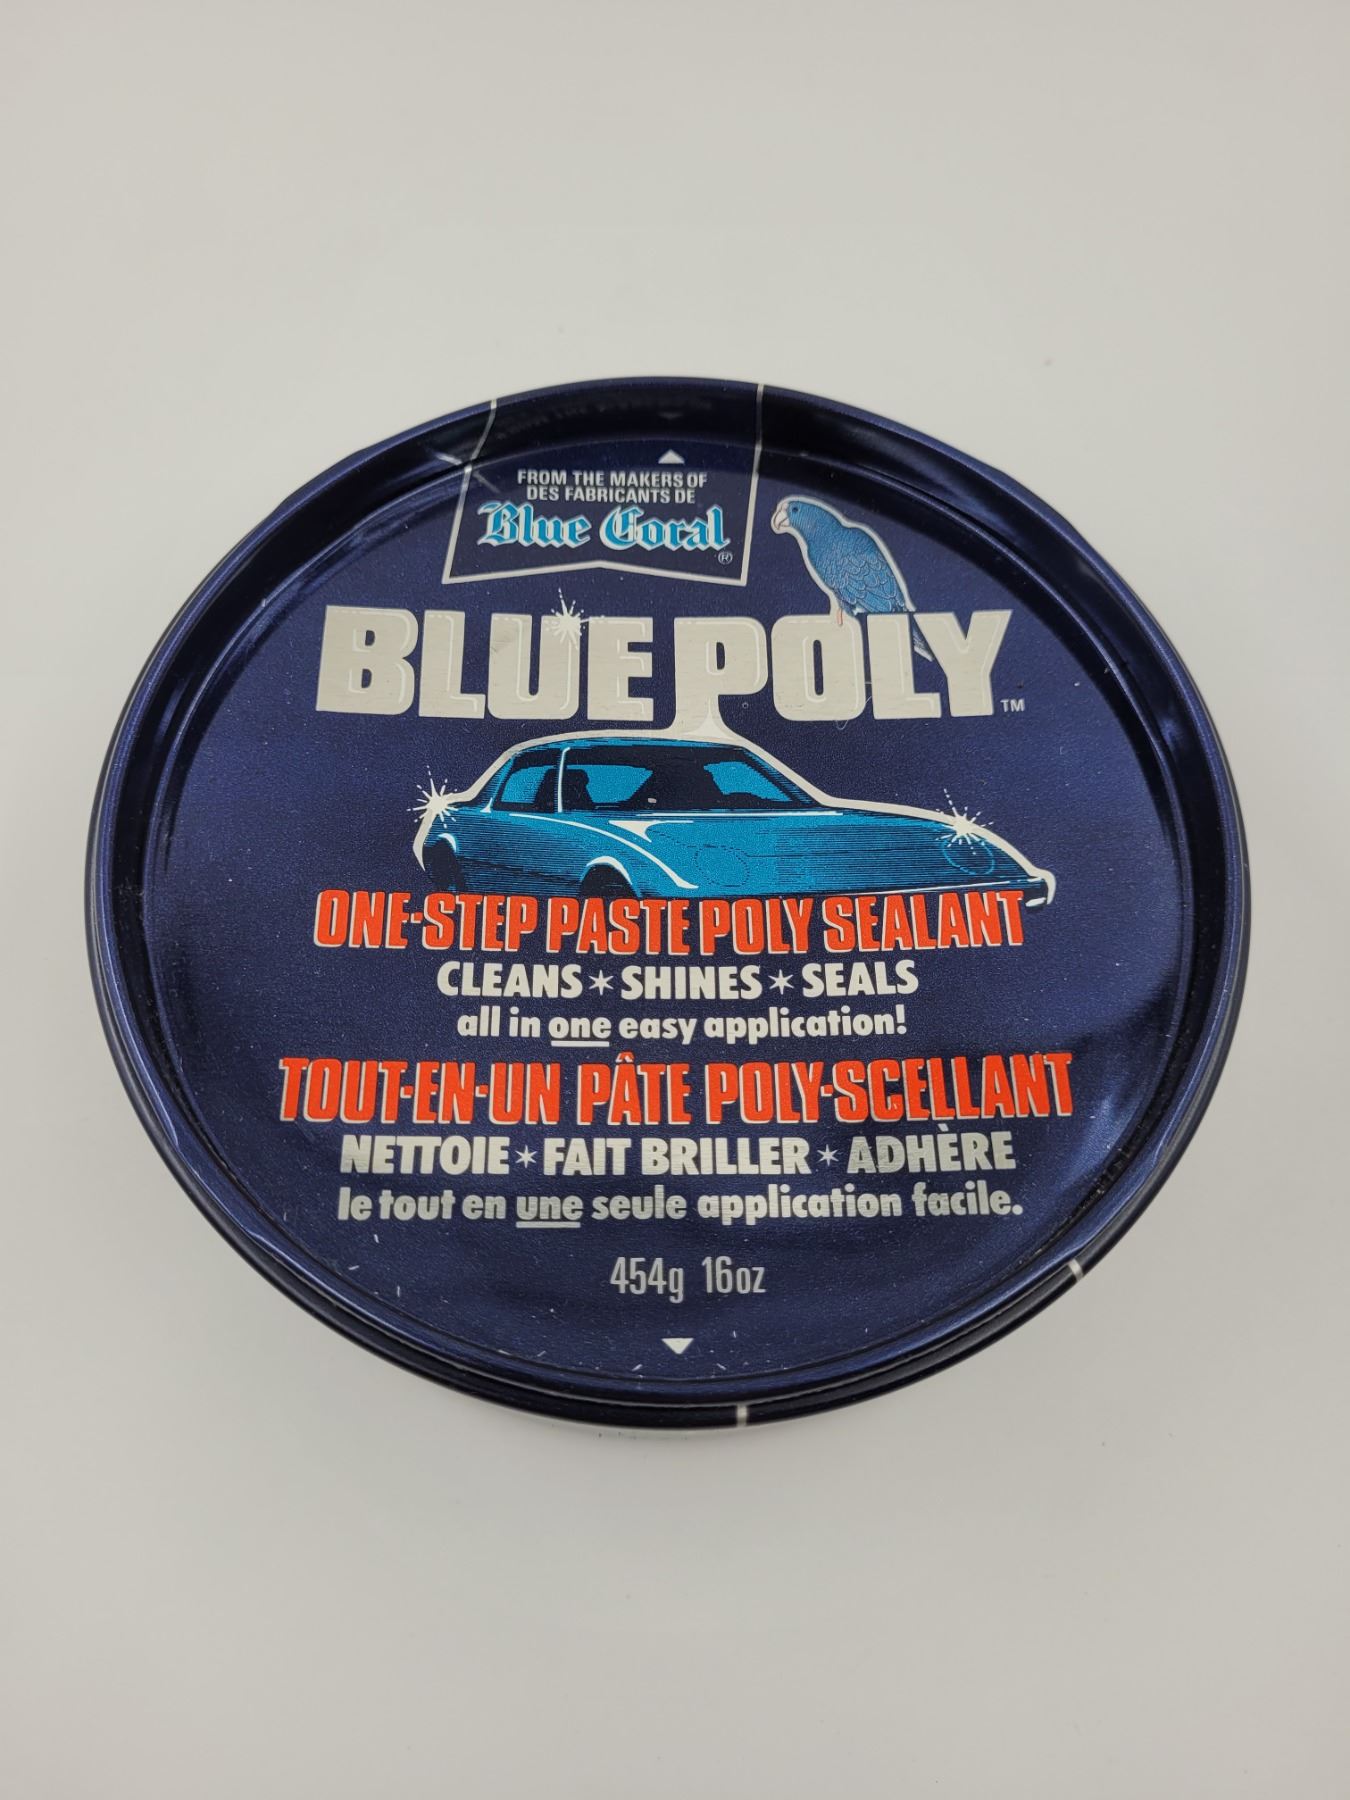 FROM THE MAKERS OF
DES FABRICANTS DE
Blue Coral ®
BLUE POLY ™
ONE-STEP PASTE POLY SEALANT
CLEANS * SHINES * SEALS
all in one easy application!
TOUT-EN-UN PÂTE POLY-SCELLANT
NETTOIE * FAIT BRILLER * ADHÈRE
le tout en une seule application facile.
454g 16oz